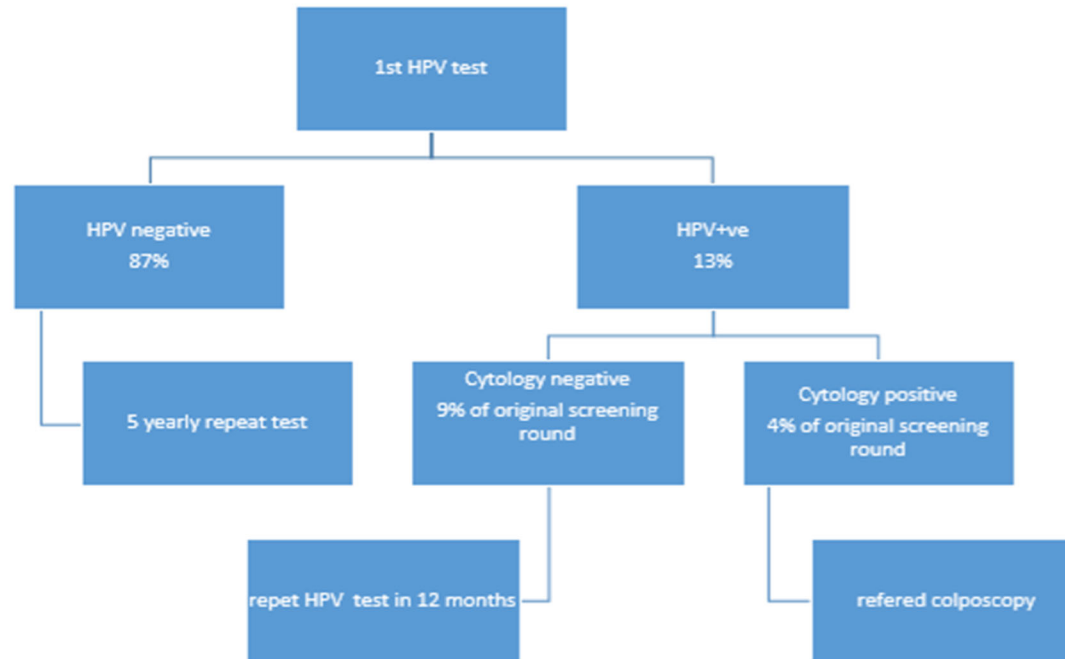 1st HPV test
HPV negative
87%
HPV+ve
13%
5 yearly repeat test
Cytology negative
9% of original screening
round
Cytology positive
4% of original screening
round
repet HPV test in 12 months
refered colposcopy